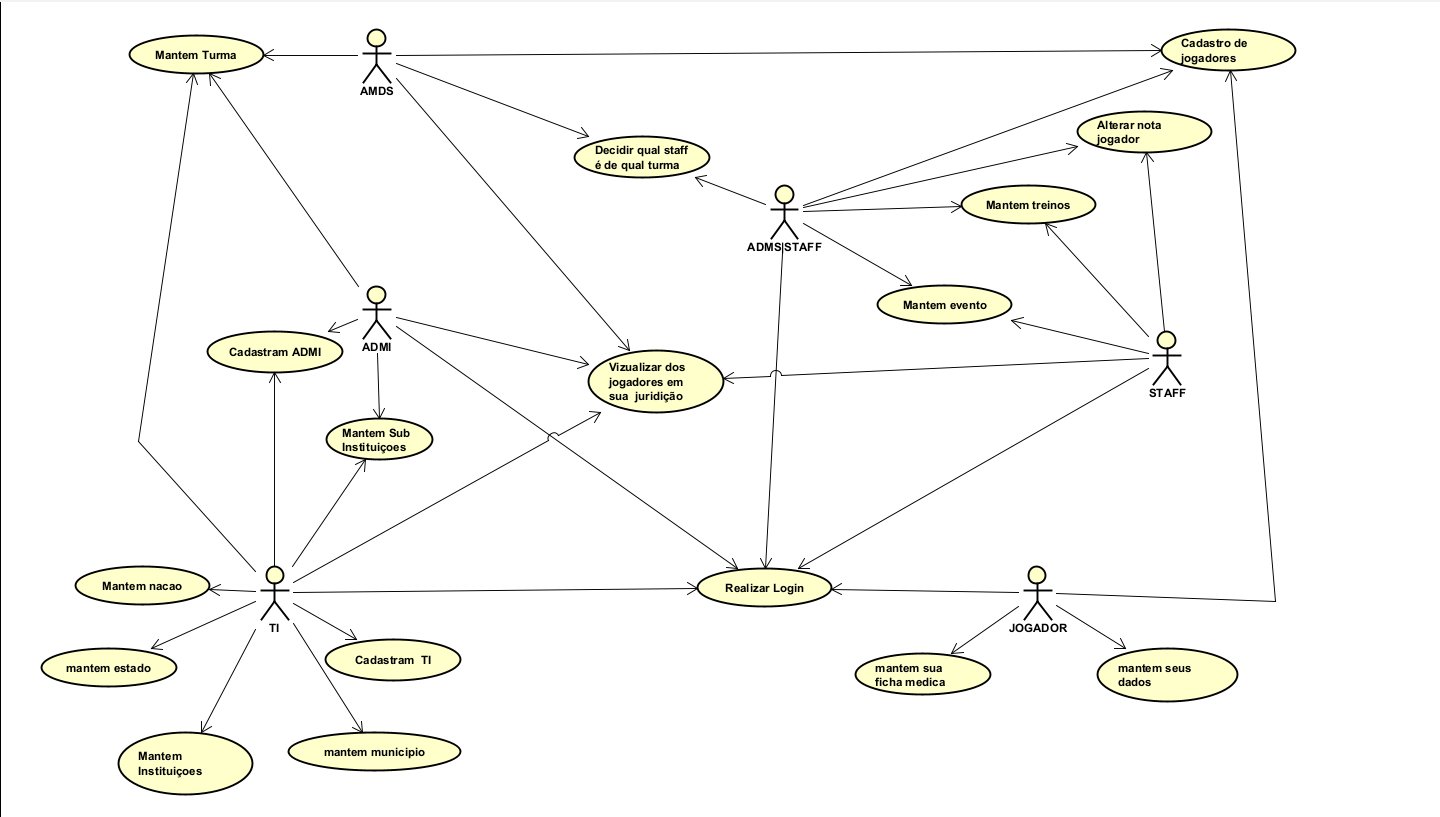 Mantem Turma
AMDS
Cadastro de
jogadores
Alterar nota
jogador
Decidir qual staff
é de qual turma
Mantem treinos
ADMS STAFF
Mantem evento
ADMI
Cadastram ADMI
Vizualizar dos
jogadores em
sua juridição
STAFF
Mantem Sub
Instituiçoes
Mantem nacao
TI
Realizar Login
JOGADOR
mantem estado
Cadastram TI
mantem sua
ficha medica
mantem seus
dados
Mantem
Instituiçoes
mantem municipio